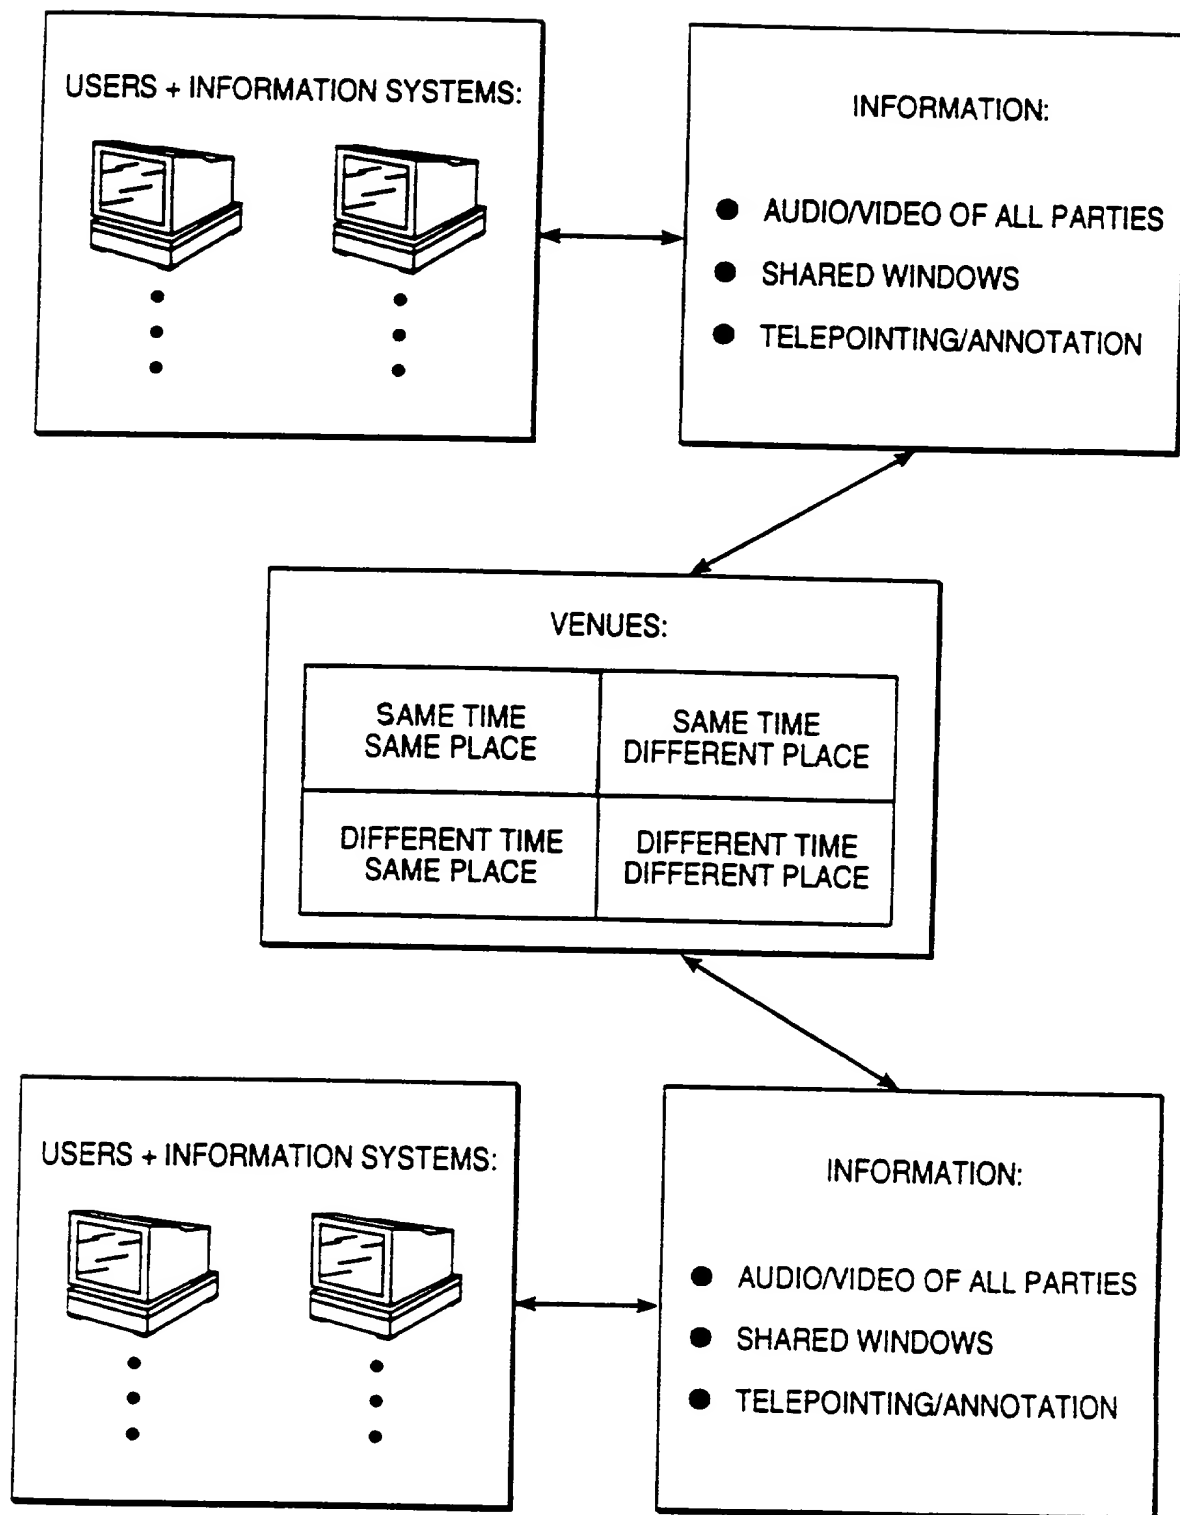 USERS + INFORMATION SYSTEMS:
INFORMATION:
● AUDIO/VIDEO OF ALL PARTIES
● SHARED WINDOWS
● TELEPOINTING/ANNOTATION
VENUES:
SAME TIME
SAME PLACE
SAME TIME
DIFFERENT PLACE
DIFFERENT TIME
SAME PLACE
DIFFERENT TIME
DIFFERENT PLACE
USERS + INFORMATION SYSTEMS:
INFORMATION:
● AUDIO/VIDEO OF ALL PARTIES
● SHARED WINDOWS
● TELEPOINTING/ANNOTATION